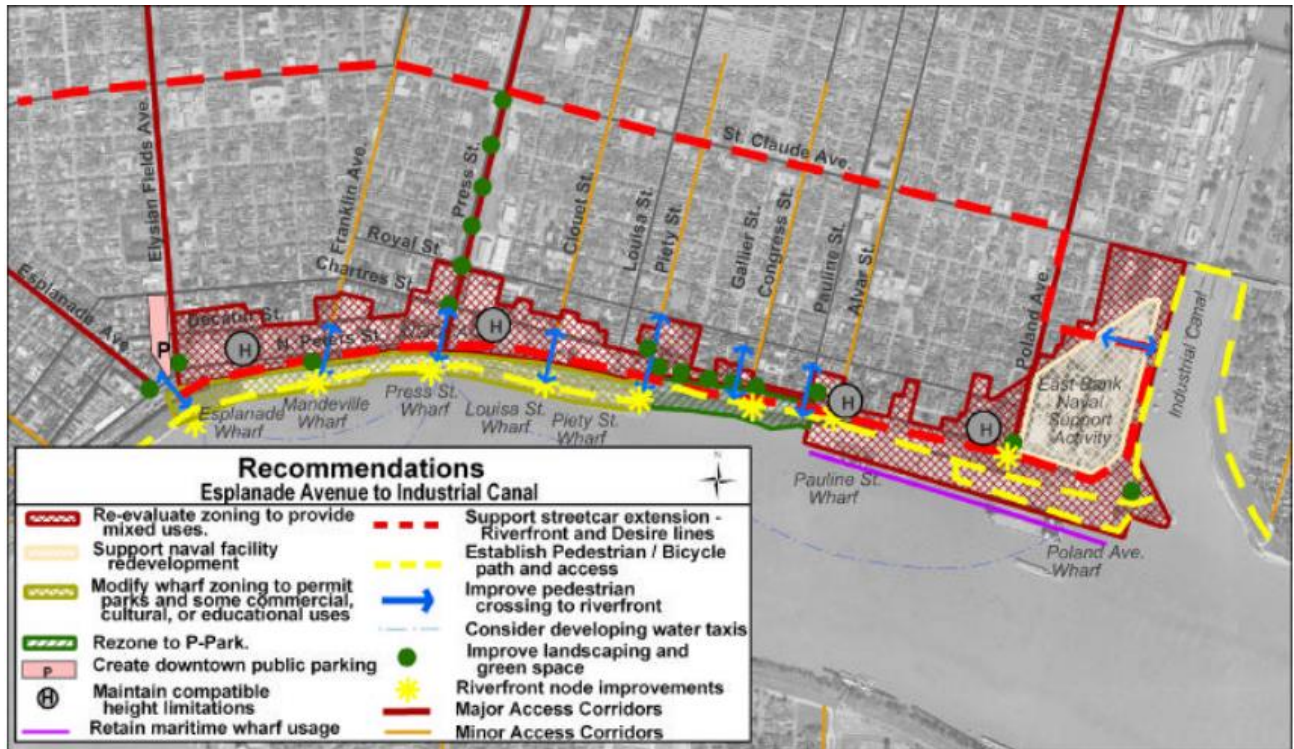 St. Claude Ave.
Elysian Fields Ave.
Franklin Ave.
Press St.
Clouet St.
Louisa St.
Piety St.
Gallier St.
Congress St.
Pauline St.
Alvar St.
Poland Ave.
Industrial Canal
Royal St.
Chartres St.
Esplanade Ave
Decatur St.
N. Peters St.
P
H
H
H
H
East Bank
Naval
Support
Activity
Esplanade
Wharf
Mandeville
Wharf
Press St.
Wharf
Louisa St.
Wharf
Piety St.
Wharf
Pauline St.
Wharf
Poland Ave.
Wharf
Recommendations
Esplanade Avenue to Industrial Canal
N
Re-evaluate zoning to provide
mixed uses.
Support naval facility
redevelopment
Modify wharf zoning to permit
parks and some commercial,
cultural, or educational uses
Rezone to P-Park.
P
Create downtown public parking
H
Maintain compatible
height limitations
Retain maritime wharf usage
Support streetcar extension -
Riverfront and Desire lines
Establish Pedestrian / Bicycle
path and access
Improve pedestrian
crossing to riverfront
Consider developing water taxis
Improve landscaping and
green space
Riverfront node improvements
Major Access Corridors
Minor Access Corridors